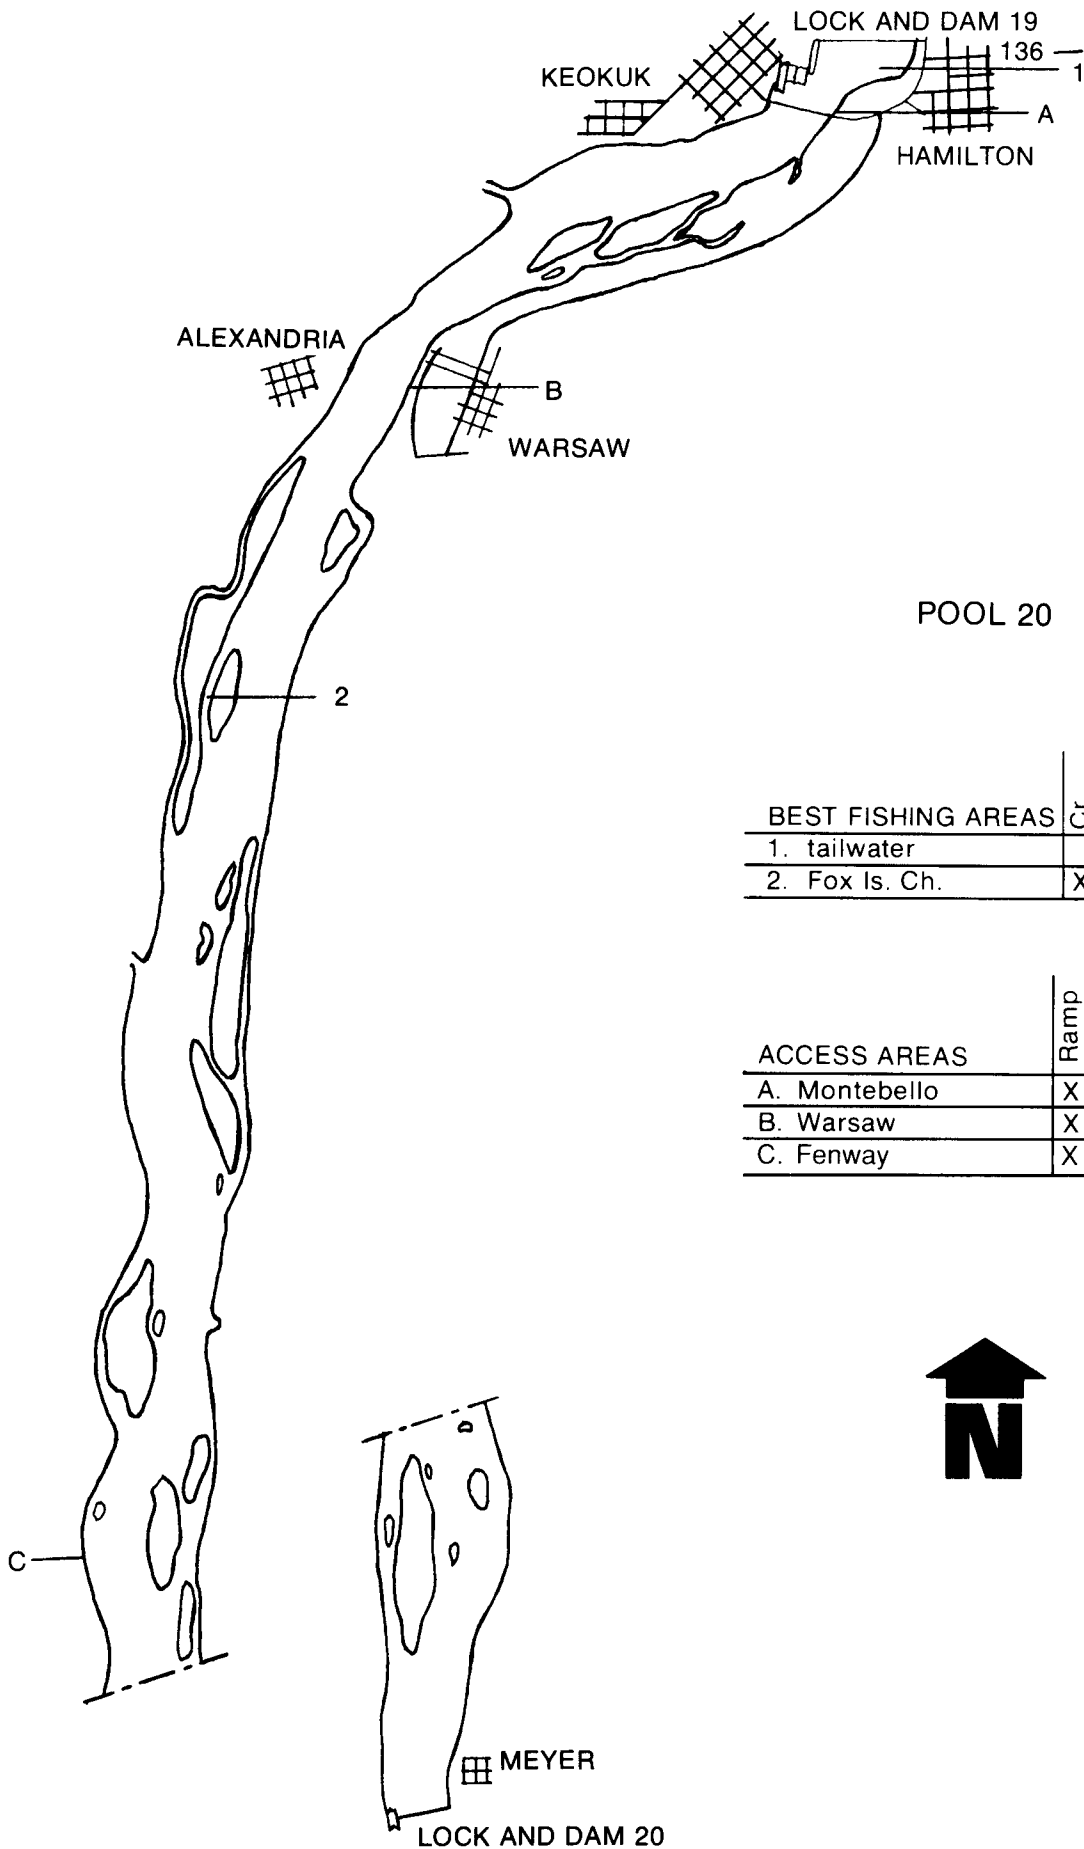 LOCK AND DAM 19
136
1
KEOKUK
A
HAMILTON
ALEXANDRIA
B
WARSAW
POOL 20
2
BEST FISHING AREAS Cr
1. tailwater
2. Fox Is. Ch. X
ACCESS AREAS Ramp
A. Montebello X
B. Warsaw X
C. Fenway X
N
C
MEYER
LOCK AND DAM 20